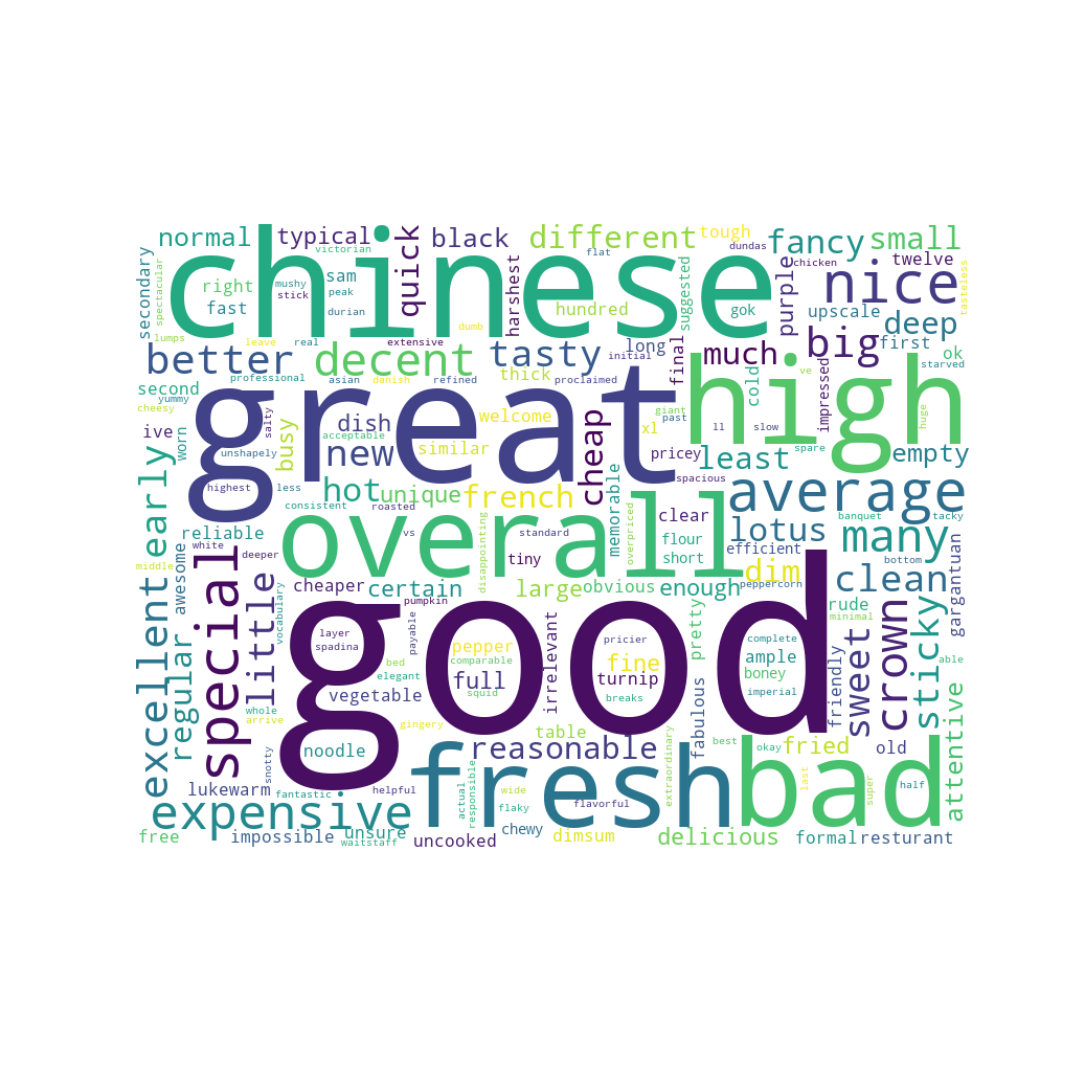 normal
typical
victorian
quick
black
different
flat
tough
dundas
fancy
small
secondary
spectacular
chinese
sam
peak
durian
mushy
stick
right
fast
harshest
hundred
suggested
gok
purple
chicken
twelve
nice
tasteless
upscale
deep
lumps
leave
real
extensive
dumb
better
decent
tasty
initial
long
final
much
big
first
ok
starved
second
yummy
professional
asian
danish
refined
thick
proclaimed
high
cold
ve
impressed
huge
cheesy
great
salty
dish
acceptable
welcome
cheap
giant
xl
past
ll
slow
spare
ive
worn
early
unshapely
busy
new
similar
memorable
pricey
least
empty
highest
less
hot
unique
french
spacious
average
consistent
roasted
overall
overpriced
clear
lotus
banquet
tacky
many
reliable
white
deeper
vs
disappointing
standard
tiny
flour
short
efficient
bottom
gargantuan
middle
excellent
awesome
special
little
cheaper
certain
large
obvious
enough
dim
peppercorn
clean
vocabulary
pumpkin
payable
good
rude
minimal
sticky
regular
layer
spadina
bed
elegant
pepper
comparable
squid
full
irrelevant
pricier
fine
turnip
breaks
pretty
complete
ample
boney
imperial
friendly
sweet
crown
able
attentive
whole
arrive
vegetable
gingery
noodle
table
reasonable
fabulous
extraordinary
best
okay
fried
last
old
snotty
lukewarm
fantastic
helpful
fresh
actual
responsible
wide
flaky
flavorful
bad
super
half
expensive
free
impossible
unsure
waitstaff
uncooked
chewy
dimsum
delicious
formal
resturant